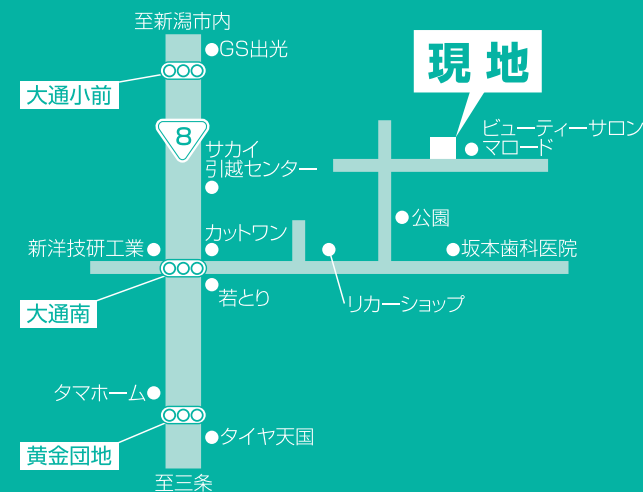 至新潟市内
GS出光
大通小前
現地
8
ビューティーサロン
マロード
サカイ
引越センター
公園
カットワン
新洋技研工業
坂本歯科医院
若とり
リカーショップ
大通南
タマホーム
タイヤ天国
黄金団地
至三条